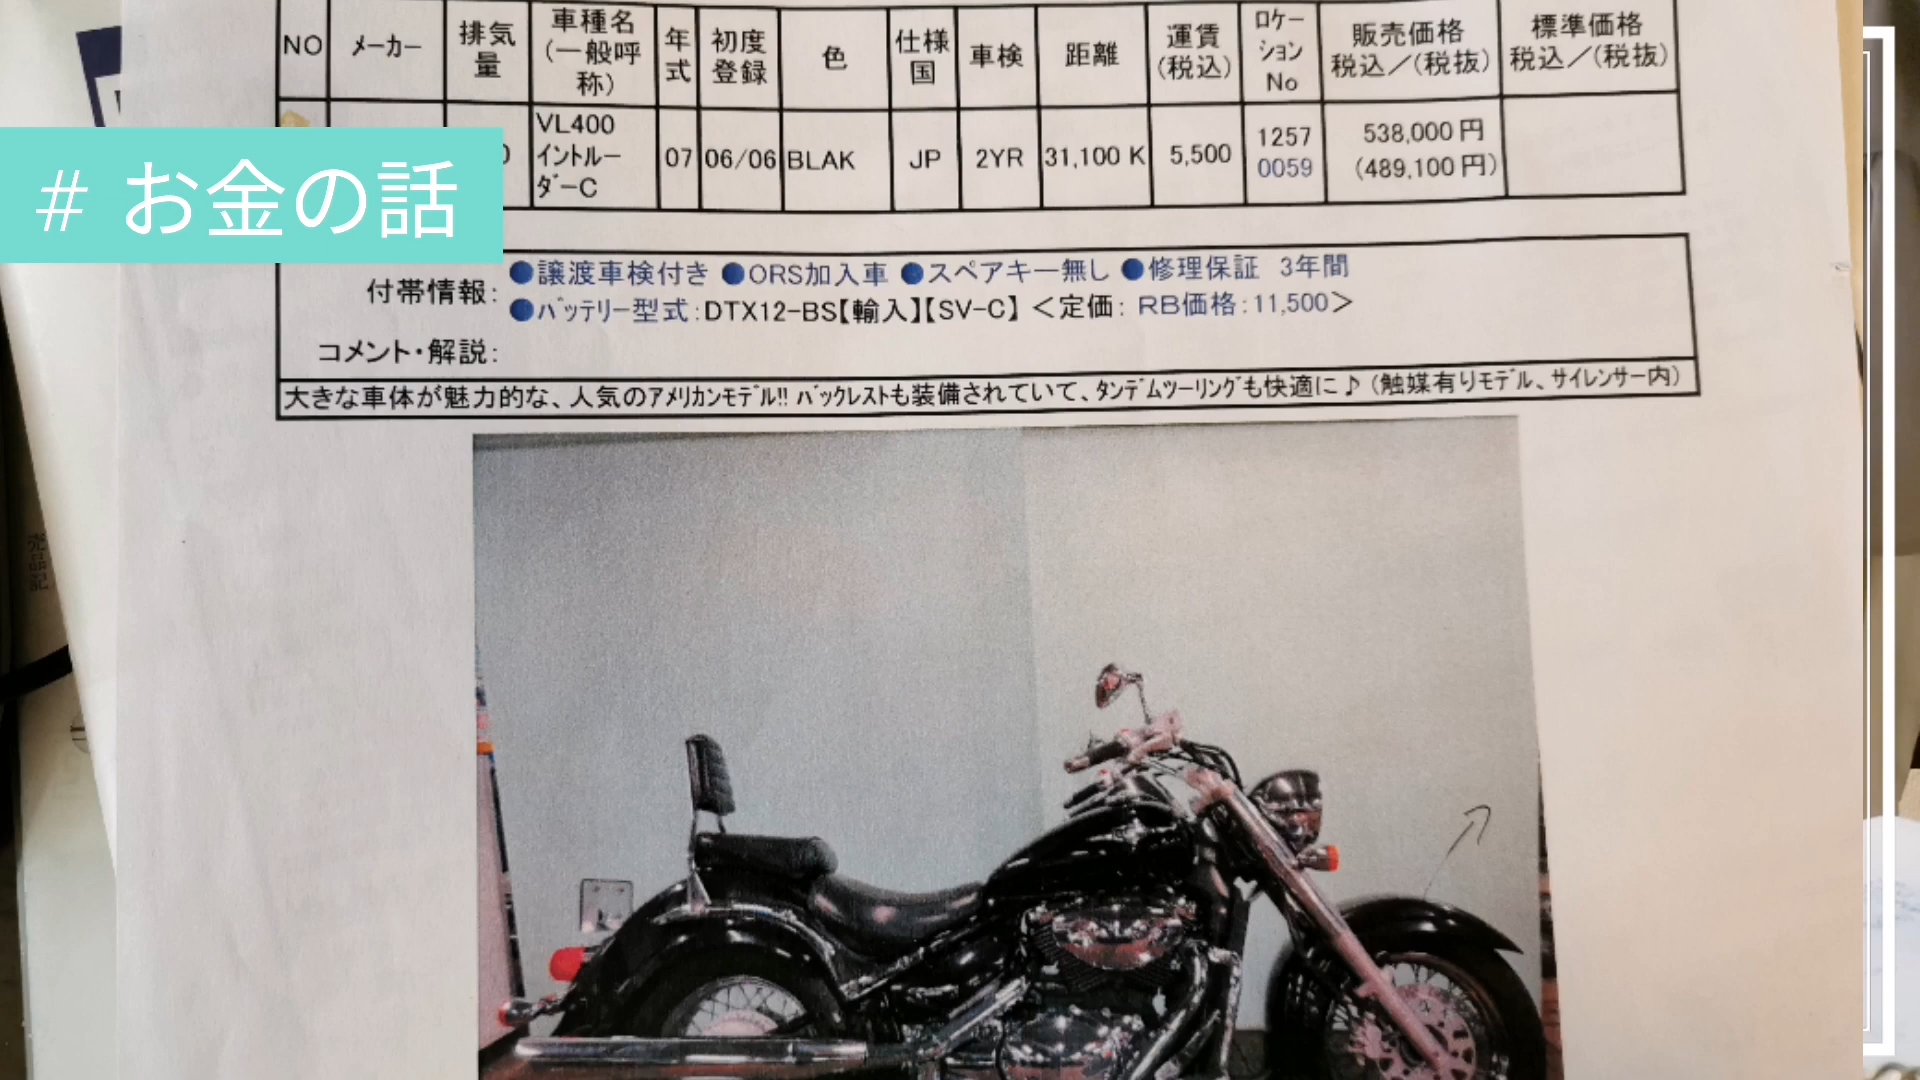 NO メーカー 排気量 車種名(一般呼称) 年式 初度登録 色 仕様国 車検 距離 運賃(税込) ロケーションNo 販売価格 税込／(税抜) 標準価格 税込／(税抜)
VL400 イントルーダーC 07 06/06 BLAK JP 2YR 31,100 K 5,500 1257 0059 538,000 円 (489,100 円)
# お金の話
付帯情報: ●譲渡車検付き ●ORS加入車 ●スペアキー無し ●修理保証 3年間
●バッテリー型式:DTX12-BS【輸入】【SV-C】 <定価: RB価格:11,500>
コメント・解説:
大きな車体が魅力的な、人気のアメリカンモデル!! バックレストも装備されていて、タンデムツーリングも快適に♪ (触媒有りモデル、サイレンサー内)
売品記